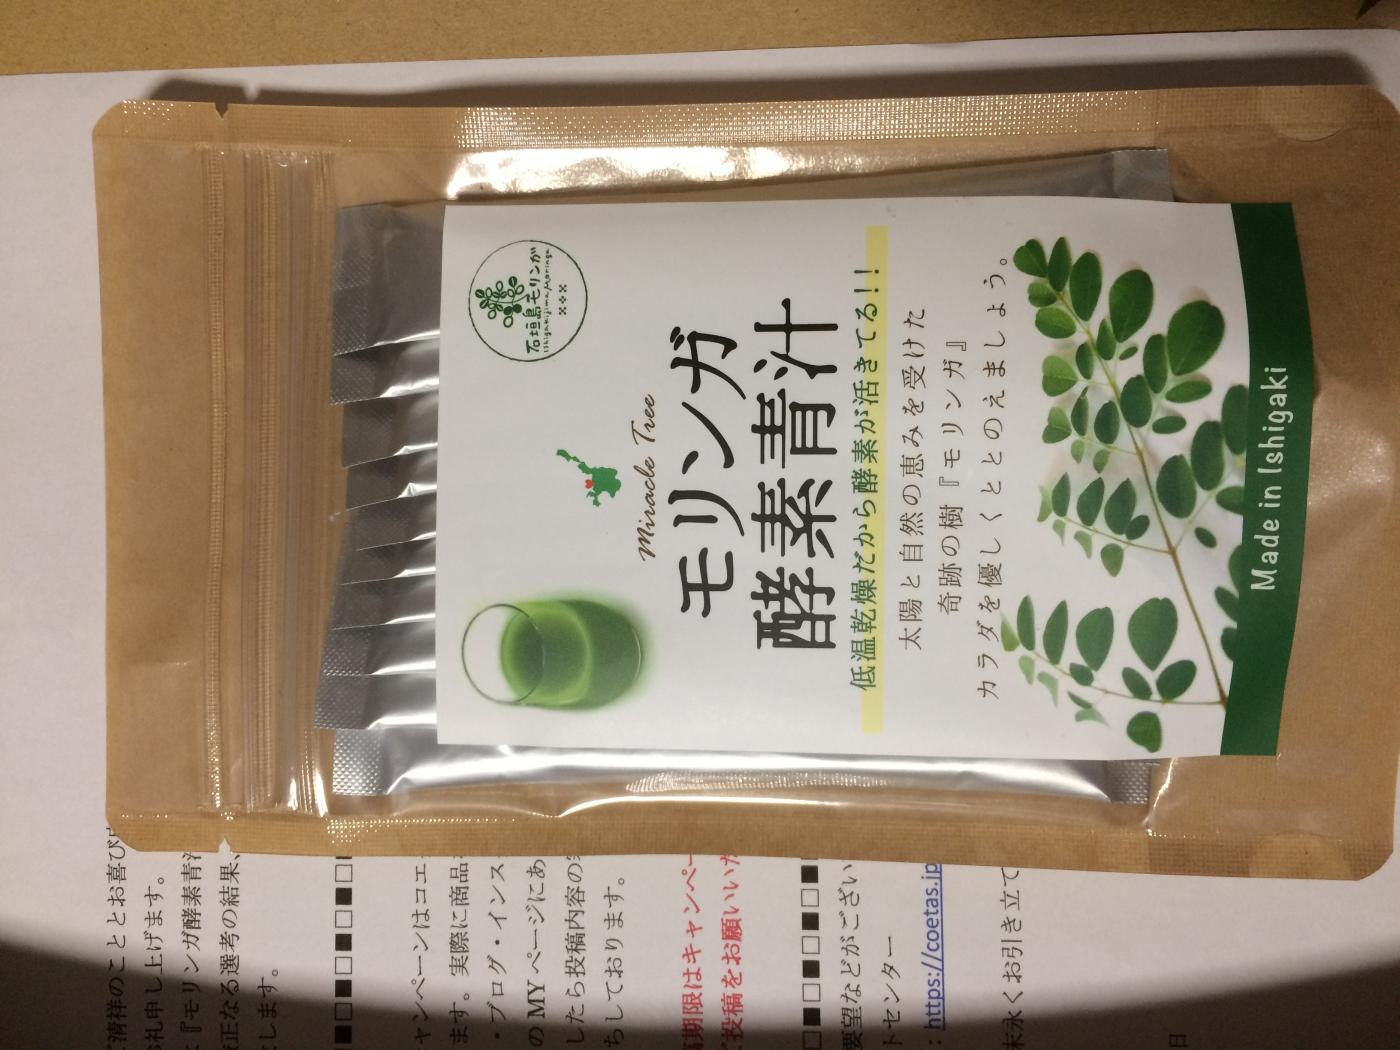 石垣島モリンガ
Ishigakijima Moringa
Miracle Tree
モリンガ
酵素青汁
低温乾燥だから酵素が活きてる!!
太陽と自然の恵みを受けた
奇跡の樹『モリンガ』
カラダを優しくととのえましょう。
Made in Ishigaki
清祥のこととお喜び
礼申し上げます。
『モリンガ酵素青汁
正なる選考の結果、
します。
■□■□■□■□
ャンペーンはコエ
ます。実際に商品
・ブログ・インス
の MY ページにあ
したら投稿内容の
ちしております。
期限はキャンペー
投稿をお願いいた
□■□■□■□■
要望などがござい
トセンター
: https://coetas.jp
末永くお引き立て
日